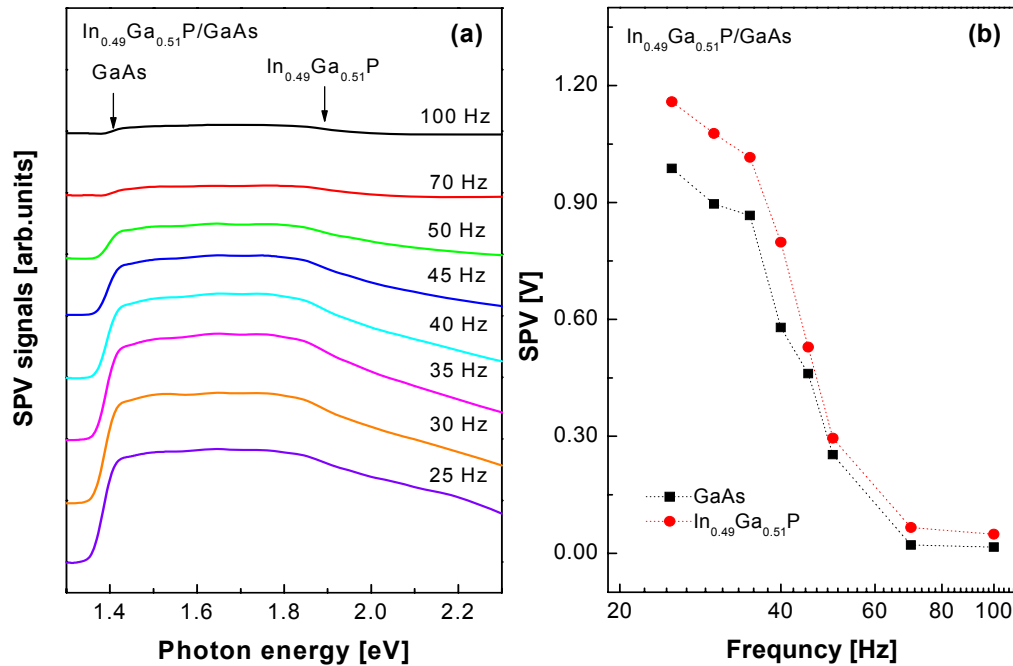 In0.49Ga0.51P/GaAs
(a)
GaAs
In0.49Ga0.51P
100 Hz
70 Hz
50 Hz
45 Hz
40 Hz
35 Hz
30 Hz
25 Hz
SPV signals [arb.units]
1.4 1.6 1.8 2.0 2.2
Photon energy [eV]
In0.49Ga0.51P/GaAs
(b)
1.20
0.90
0.60
0.30
0.00
SPV [V]
GaAs
In0.49Ga0.51P
20 40 60 80 100
Frequncy [Hz]